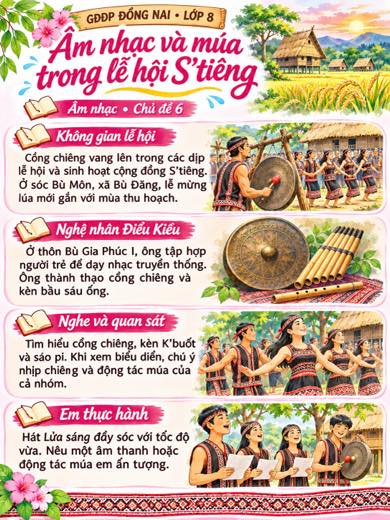 GĐĐP ĐỒNG NAI • LỚP 8
Âm nhạc và múa
trong lễ hội S'tiêng
Âm nhạc • Chủ đề 6
Không gian lễ hội
Cồng chiêng vang lên trong các dịp
lễ hội và sinh hoạt cộng đồng S'tiêng.
Ở sóc Bù Môn, xã Bù Đăng, lễ mừng
lúa mới gắn với mùa thu hoạch.
Nghệ nhân Điểu Kiều
Ở thôn Bù Gia Phúc I, ông tập hợp
người trẻ để dạy nhạc truyền thống.
Ông thành thạo cồng chiêng và
kèn bầu sáu ống.
Nghe và quan sát
Tìm hiểu cồng chiêng, kèn K'buốt
và sáo pi. Khi xem biểu diễn, chú ý
nhịp chiêng và động tác múa của
cả nhóm.
Em thực hành
Hát Lửa sáng đầy sóc với tốc độ
vừa. Nêu một âm thanh hoặc
động tác múa em ấn tượng.